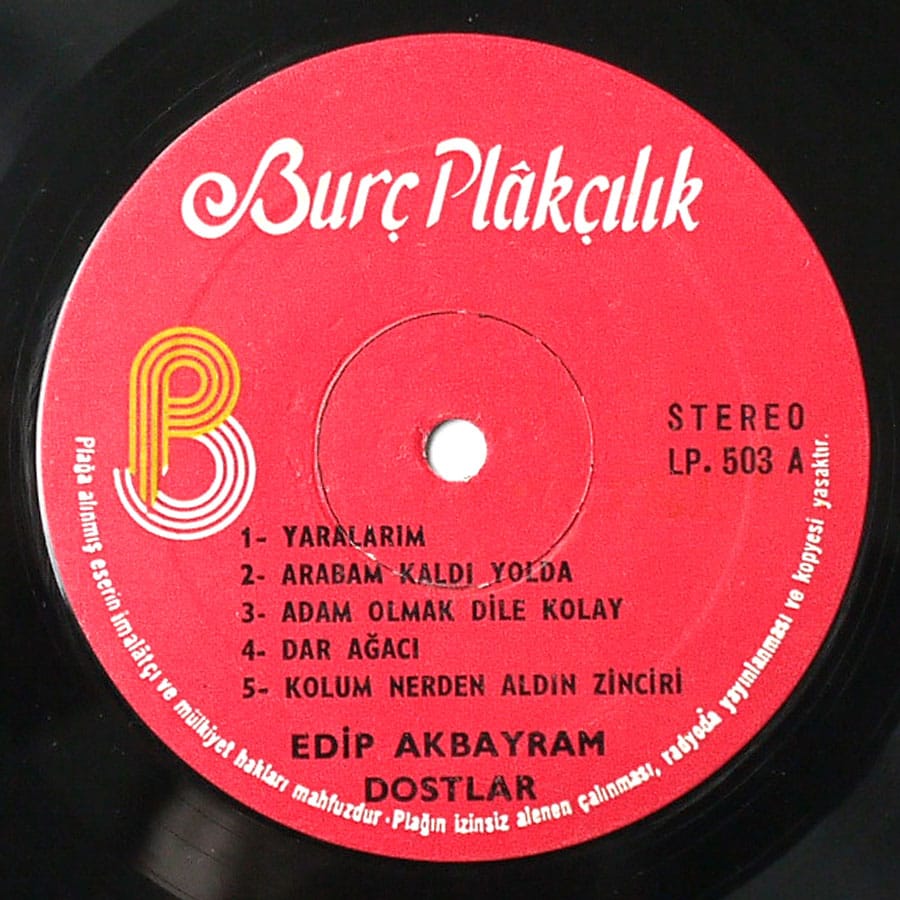 Burç Plâkçılık
STEREO
LP. 503 A
1- YARALARIM
2- ARABAM KALDI YOLDA
3- ADAM OLMAK DİLE KOLAY
4- DAR AĞACI
5- KOLUM NERDEN ALDIN ZİNCİRİ
EDİP AKBAYRAM
DOSTLAR
Plağa alınmış eserin imalâtçı ve mülkiyet hakları mahfuzdur · Plağın izinsiz alenen çalınması, radyoda yayınlanması ve kopyesi yasaktır.